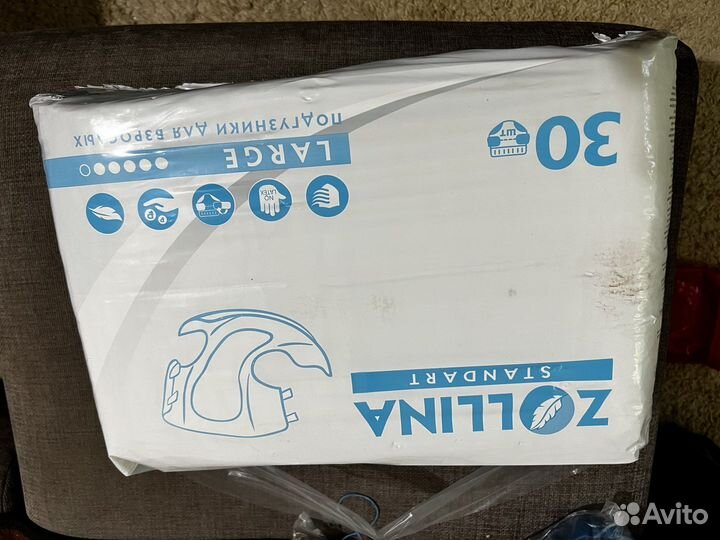 ZOLLINA
STANDART
NO
LATEX
LARGE
ПОДГУЗНИКИ ДЛЯ ВЗРОСЛЫХ
30
ШТ
Avito